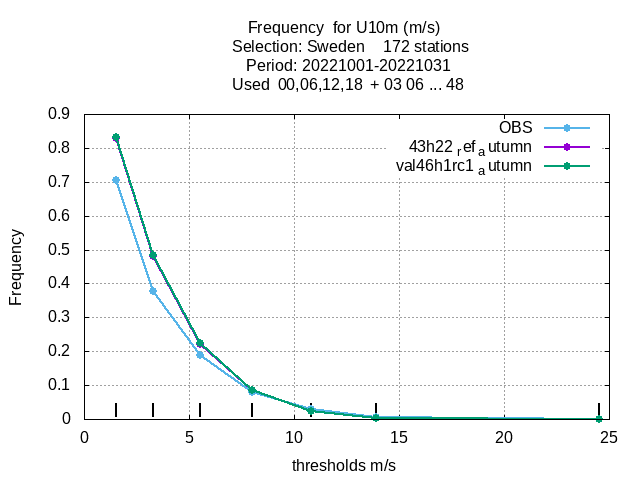 Frequency  for U10m (m/s)
Selection: Sweden    172 stations
Period: 20221001-20221031
Used  00,06,12,18  + 03 06 ... 48
OBS
43h22 ref autumn
val46h1rc1 autumn
0.9
0.8
0.7
0.6
0.5
0.4
0.3
0.2
0.1
0
Frequency
0 5 10 15 20 25
thresholds m/s